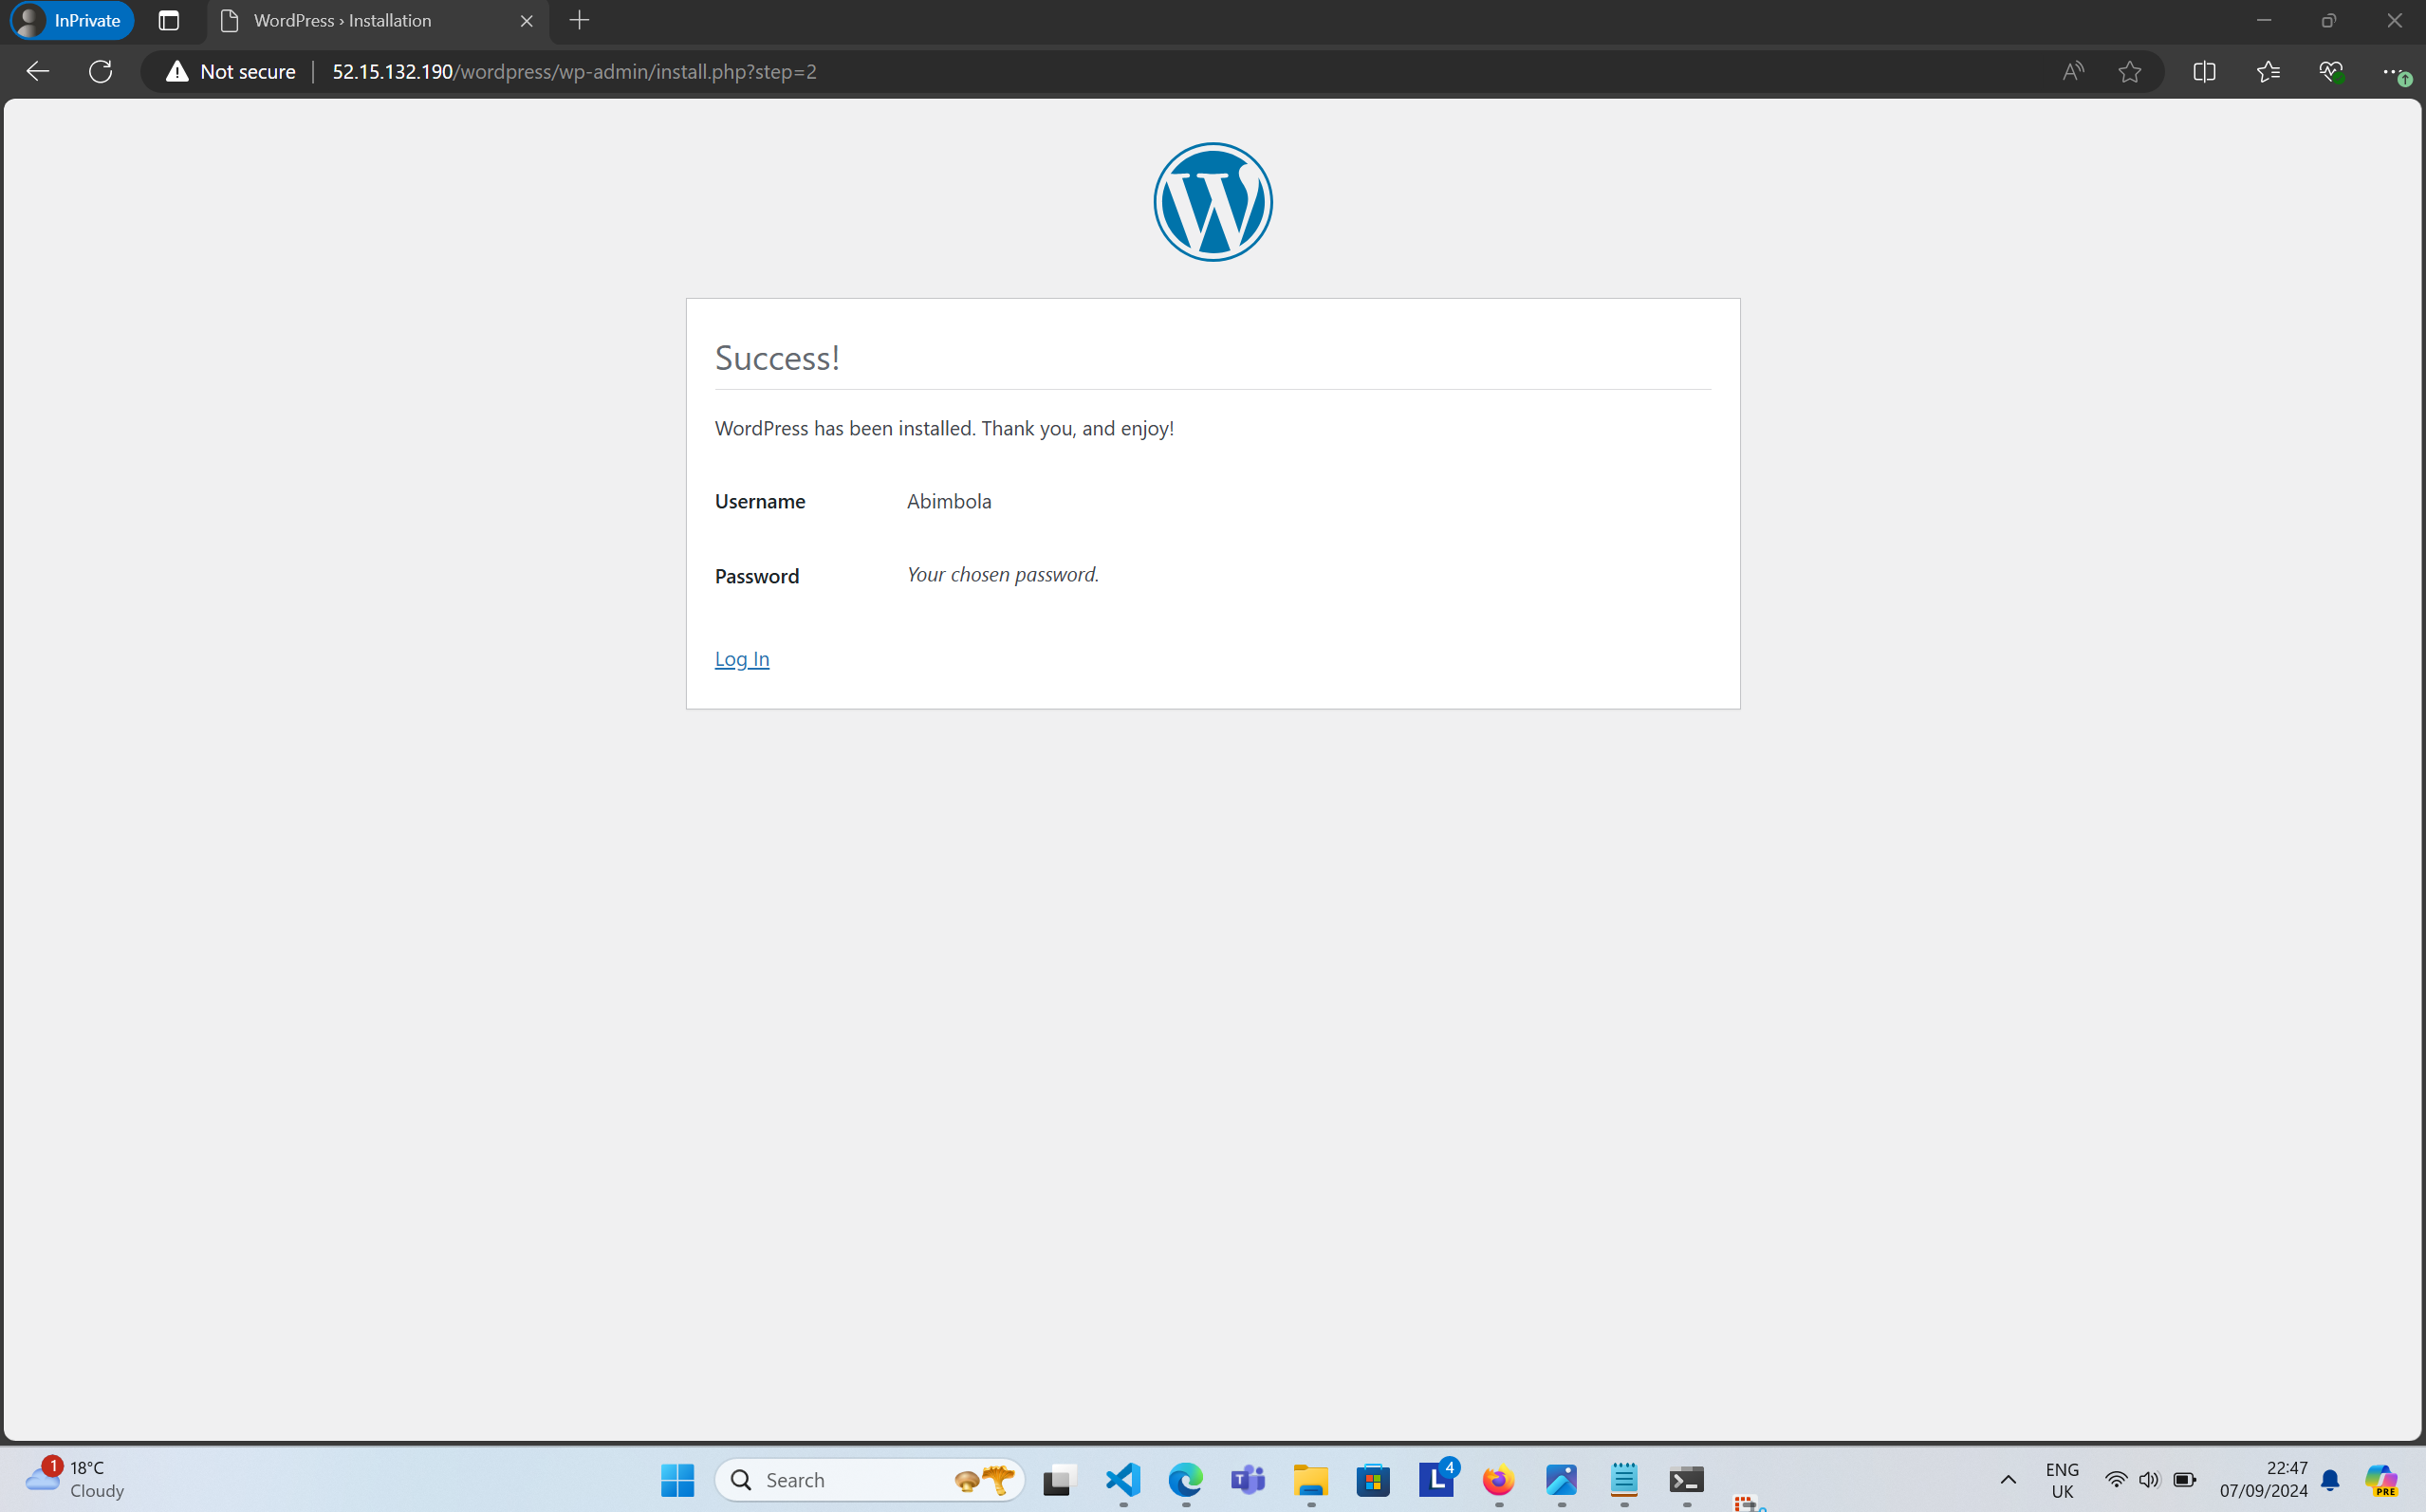 InPrivate
WordPress › Installation
Not secure
52.15.132.190/wordpress/wp-admin/install.php?step=2
Success!
WordPress has been installed. Thank you, and enjoy!
Username Abimbola
Password Your chosen password.
Log In
1
18°C
Cloudy
Search
4
ENG
UK
22:47
07/09/2024
PRE